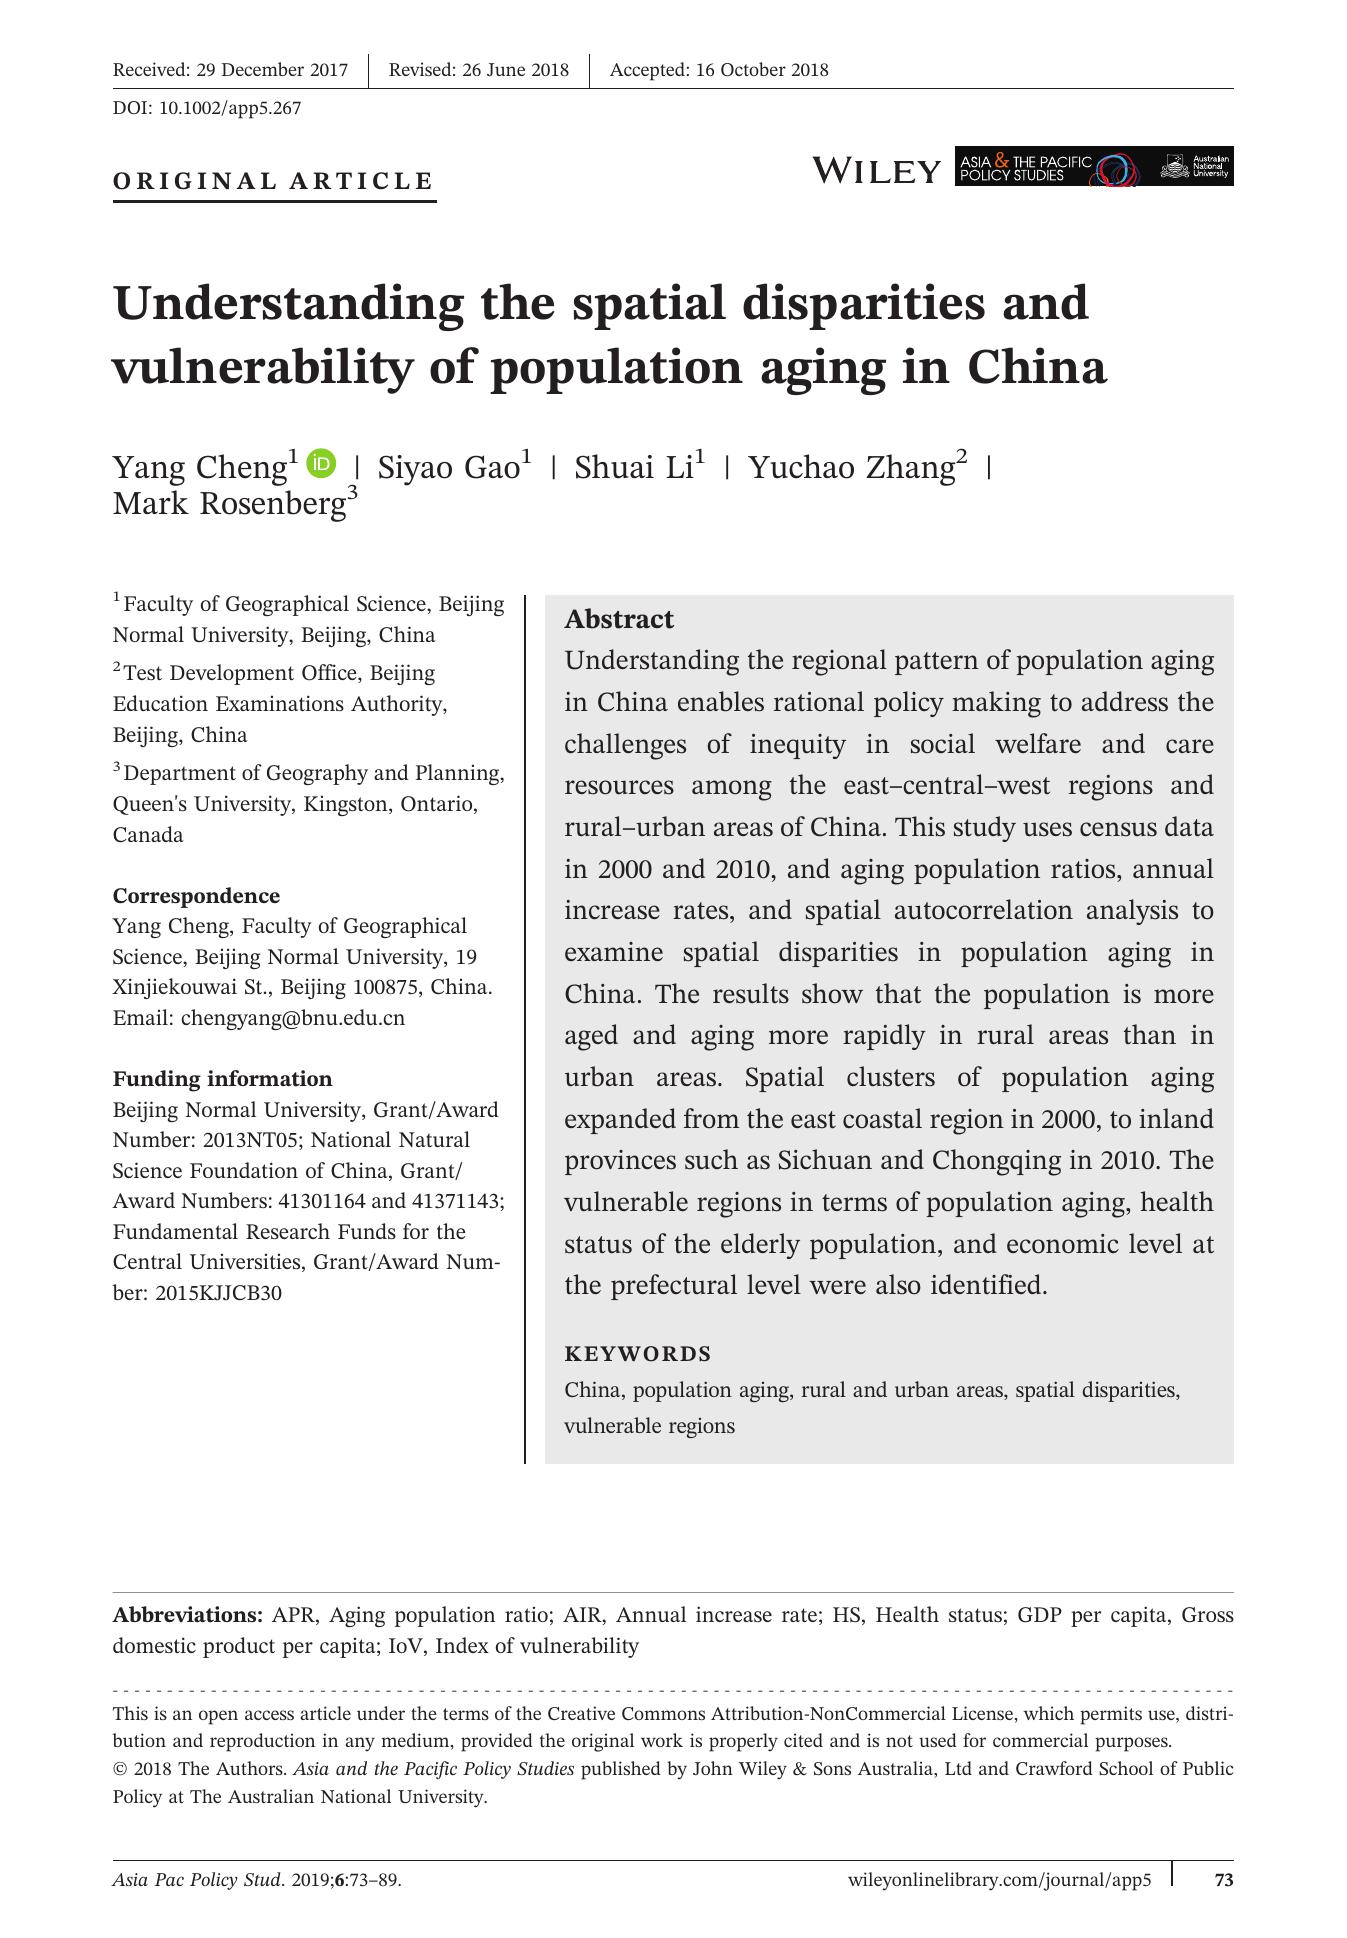 Received: 29 December 2017 Revised: 26 June 2018 Accepted: 16 October 2018
DOI: 10.1002/app5.267
ORIGINAL ARTICLE
WILEY
ASIA & THE PACIFIC
POLICY STUDIES
Australian
National
University
Understanding the spatial disparities and
vulnerability of population aging in China
Yang Cheng1 iD | Siyao Gao1 | Shuai Li1 | Yuchao Zhang2 |
Mark Rosenberg3
1 Faculty of Geographical Science, Beijing
Normal University, Beijing, China
2 Test Development Office, Beijing
Education Examinations Authority,
Beijing, China
3 Department of Geography and Planning,
Queen's University, Kingston, Ontario,
Canada
Correspondence
Yang Cheng, Faculty of Geographical
Science, Beijing Normal University, 19
Xinjiekouwai St., Beijing 100875, China.
Email: chengyang@bnu.edu.cn
Funding information
Beijing Normal University, Grant/Award
Number: 2013NT05; National Natural
Science Foundation of China, Grant/
Award Numbers: 41301164 and 41371143;
Fundamental Research Funds for the
Central Universities, Grant/Award Num-
ber: 2015KJJCB30
Abstract
Understanding the regional pattern of population aging
in China enables rational policy making to address the
challenges of inequity in social welfare and care
resources among the east–central–west regions and
rural–urban areas of China. This study uses census data
in 2000 and 2010, and aging population ratios, annual
increase rates, and spatial autocorrelation analysis to
examine spatial disparities in population aging in
China. The results show that the population is more
aged and aging more rapidly in rural areas than in
urban areas. Spatial clusters of population aging
expanded from the east coastal region in 2000, to inland
provinces such as Sichuan and Chongqing in 2010. The
vulnerable regions in terms of population aging, health
status of the elderly population, and economic level at
the prefectural level were also identified.
KEYWORDS
China, population aging, rural and urban areas, spatial disparities,
vulnerable regions
Abbreviations: APR, Aging population ratio; AIR, Annual increase rate; HS, Health status; GDP per capita, Gross
domestic product per capita; IoV, Index of vulnerability
This is an open access article under the terms of the Creative Commons Attribution-NonCommercial License, which permits use, distri-
bution and reproduction in any medium, provided the original work is properly cited and is not used for commercial purposes.
© 2018 The Authors. Asia and the Pacific Policy Studies published by John Wiley & Sons Australia, Ltd and Crawford School of Public
Policy at The Australian National University.
Asia Pac Policy Stud. 2019;6:73–89. wileyonlinelibrary.com/journal/app5 73